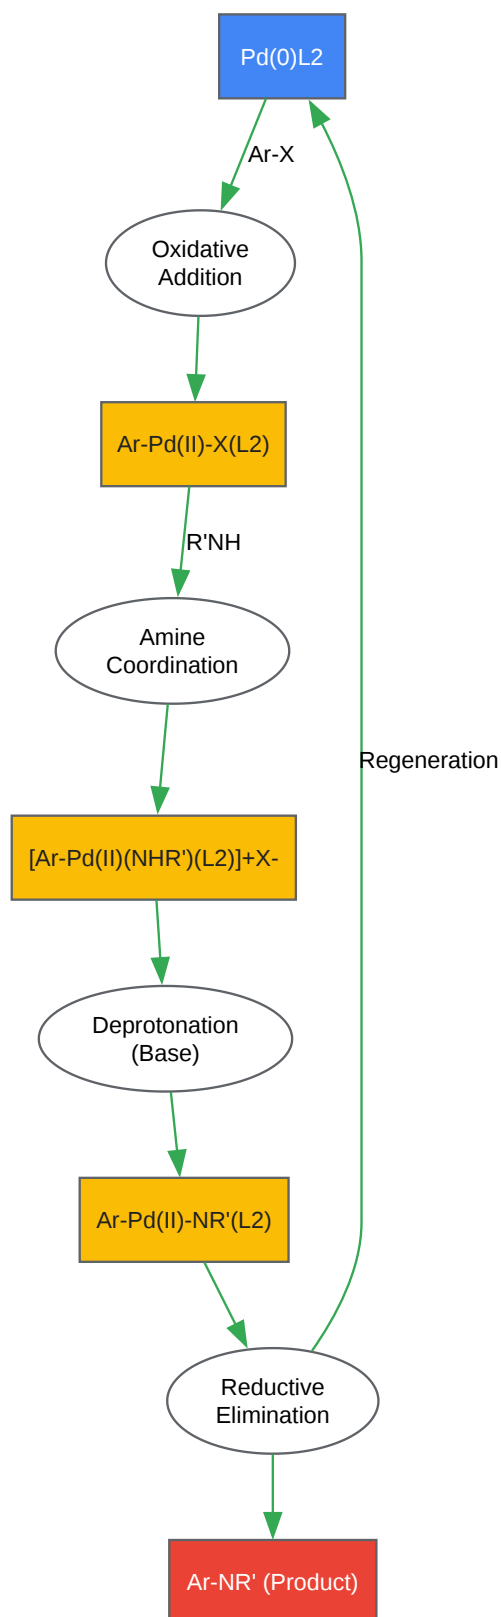 Pd(0)L2
Ar-X
Oxidative
Addition
Ar-Pd(II)-X(L2)
R'NH
Amine
Coordination
Regeneration
[Ar-Pd(II)(NHR')(L2)]+X-
Deprotonation
(Base)
Ar-Pd(II)-NR'(L2)
Reductive
Elimination
Ar-NR' (Product)